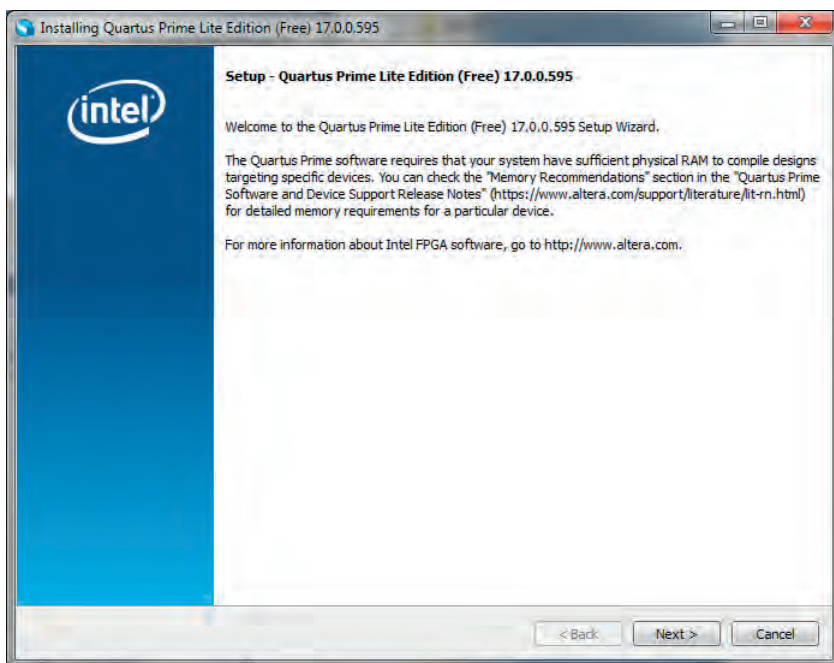 Installing Quartus Prime Lite Edition (Free) 17.0.0.595
intel
Setup - Quartus Prime Lite Edition (Free) 17.0.0.595
Welcome to the Quartus Prime Lite Edition (Free) 17.0.0.595 Setup Wizard.
The Quartus Prime software requires that your system have sufficient physical RAM to compile designs
targeting specific devices. You can check the "Memory Recommendations" section in the "Quartus Prime
Software and Device Support Release Notes" (https://www.altera.com/support/literature/lit-rn.html)
for detailed memory requirements for a particular device.
For more information about Intel FPGA software, go to http://www.altera.com.
< Back Next > Cancel